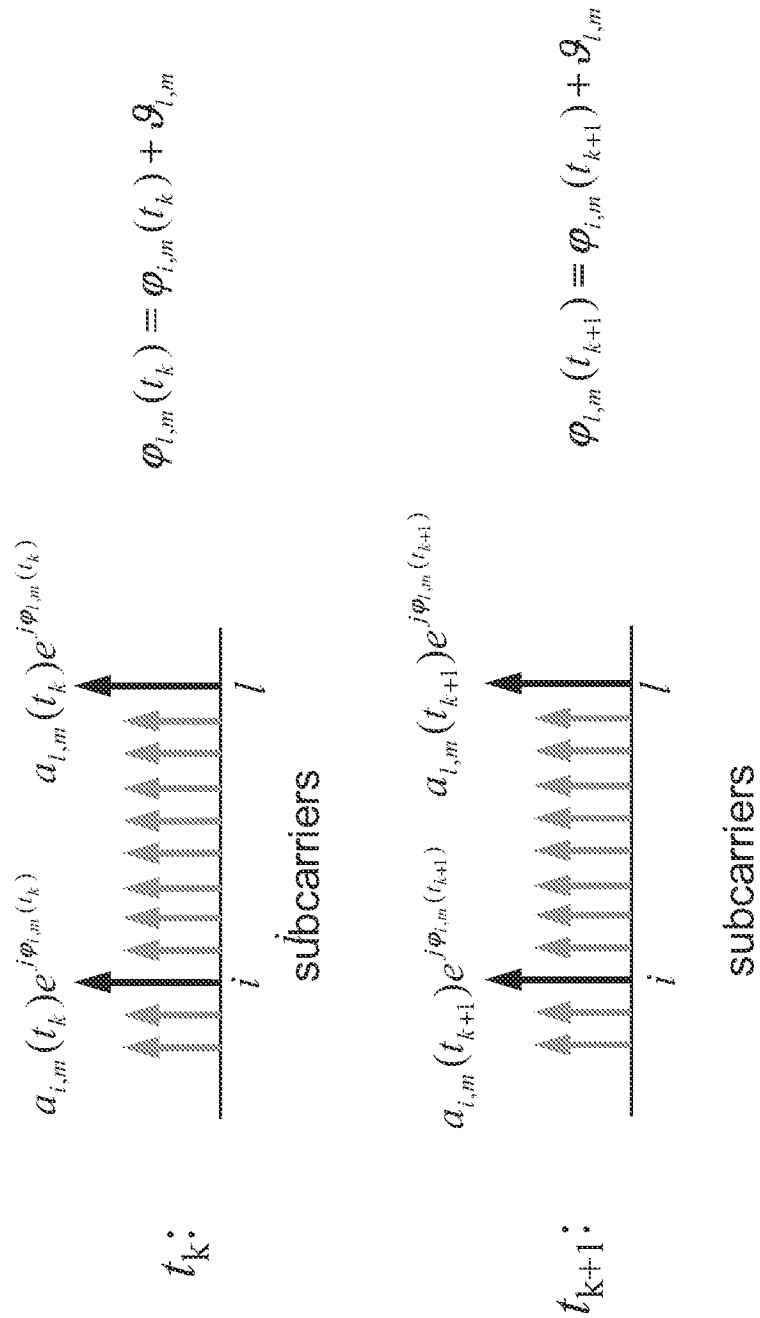 t_k:
a_{i,m}(t_k)e^{jφ_{i,m}(t_k)}
a_{l,m}(t_k)e^{jφ_{l,m}(t_k)}
φ_{l,m}(t_k) = φ_{i,m}(t_k) + ϑ_{l,m}
i
l
subcarriers
t_{k+1}:
a_{i,m}(t_{k+1})e^{jφ_{i,m}(t_{k+1})}
a_{l,m}(t_{k+1})e^{jφ_{l,m}(t_{k+1})}
φ_{l,m}(t_{k+1}) = φ_{i,m}(t_{k+1}) + ϑ_{l,m}
i
l
subcarriers